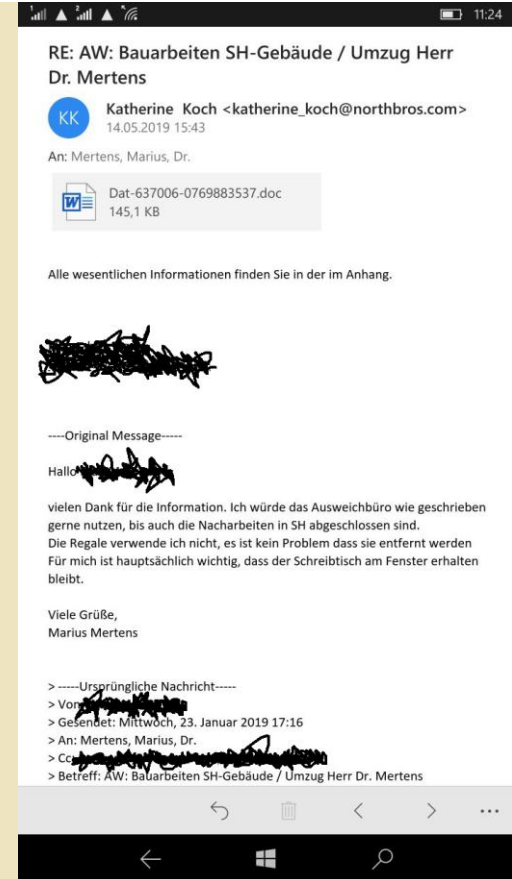 11:24
RE: AW: Bauarbeiten SH-Gebäude / Umzug Herr
Dr. Mertens
KK
Katherine Koch <katherine_koch@northbros.com>
14.05.2019 15:43
An: Mertens, Marius, Dr.
Dat-637006-0769883537.doc
145,1 KB
Alle wesentlichen Informationen finden Sie in der im Anhang.
----Original Message-----
Hallo
vielen Dank für die Information. Ich würde das Ausweichbüro wie geschrieben
gerne nutzen, bis auch die Nacharbeiten in SH abgeschlossen sind.
Die Regale verwende ich nicht, es ist kein Problem dass sie entfernt werden
Für mich ist hauptsächlich wichtig, dass der Schreibtisch am Fenster erhalten
bleibt.
Viele Grüße,
Marius Mertens
> -----Ursprüngliche Nachricht-----
> Von
> Gesendet: Mittwoch, 23. Januar 2019 17:16
> An: Mertens, Marius, Dr.
> Cc
> Betreff: AW: Bauarbeiten SH-Gebäude / Umzug Herr Dr. Mertens